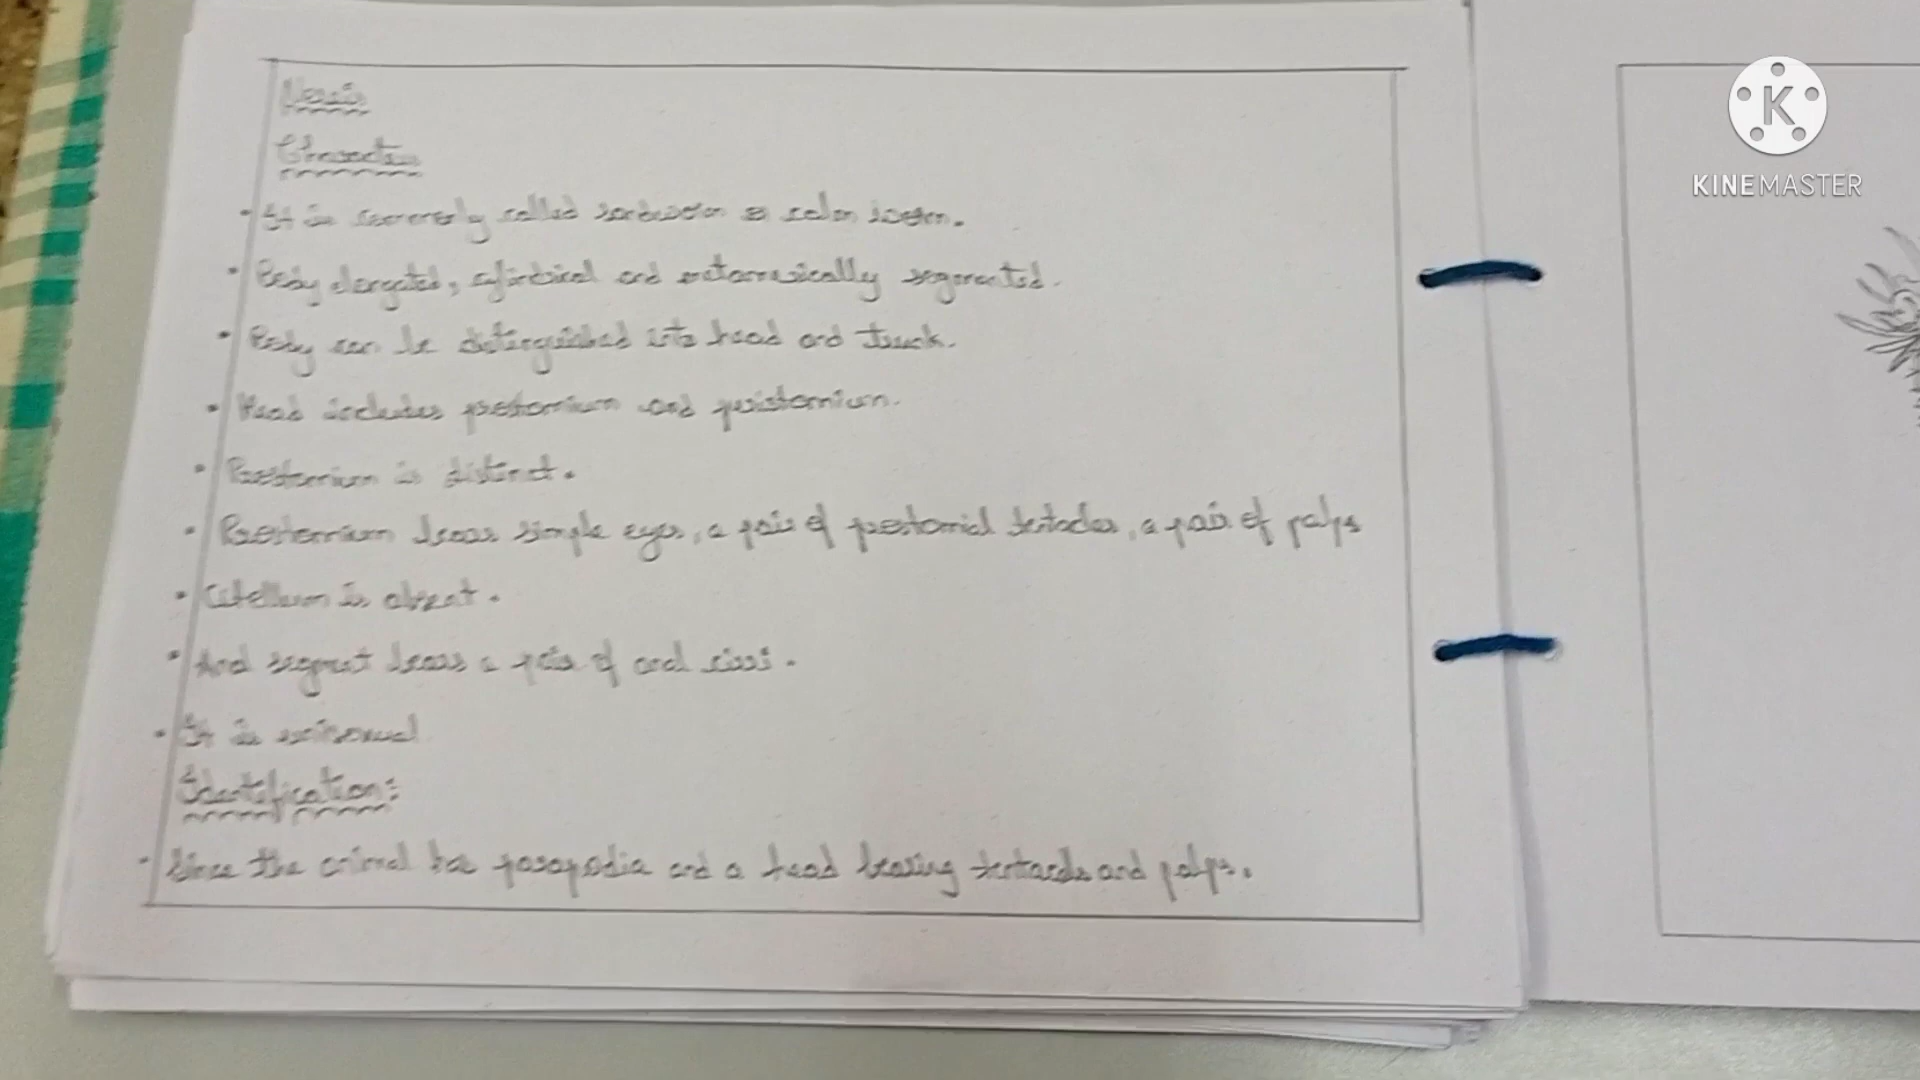 Nereis
Characters
• It is commonly called sandworm or calm worm.
• Body elongated, cylindrical and metamerically segmented.
• Body can be distinguished into head and trunk.
• Head includes prostomium and peristomium.
• Prostomium is distinct.
• Prostomium bears simple eyes, a pair of prostomial tentacles, a pair of palps
• Clitellum is absent.
• Anal segment bears a pair of anal cirri.
• It is unisexual
Identification:
• Since the animal has parapodia and a head bearing and palps.
KINEMASTER